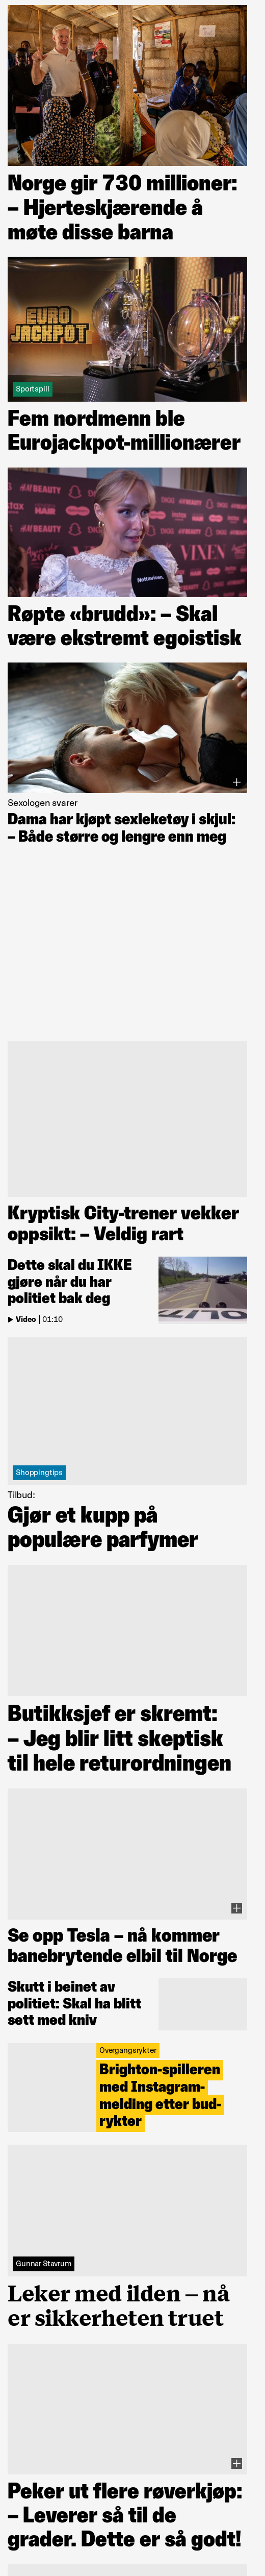 Norge gir 730 millioner:
– Hjerteskjærende å
møte disse barna
EURO
JACKPOT
Sportspill
Fem nordmenn ble
Eurojackpot-millionærer
BEAUTY
HAIR
VIXEN
Nettavisen.
Røpte «brudd»: – Skal
være ekstremt egoistisk
Sexologen svarer
Dama har kjøpt sexleketøy i skjul:
– Både større og lengre enn meg
Kryptisk City-trener vekker
oppsikt: – Veldig rart
Dette skal du IKKE
gjøre når du har
politiet bak deg
Video | 01:10
Shoppingtips
Tilbud:
Gjør et kupp på
populære parfymer
Butikksjef er skremt:
– Jeg blir litt skeptisk
til hele returordningen
Se opp Tesla – nå kommer
banebrytende elbil til Norge
Skutt i beinet av
politiet: Skal ha blitt
sett med kniv
Overgangsrykter
Brighton-spilleren
med Instagram-
melding etter bud-
rykter
Gunnar Stavrum
Leker med ilden – nå
er sikkerheten truet
Peker ut flere røverkjøp:
– Leverer så til de
grader. Dette er så godt!